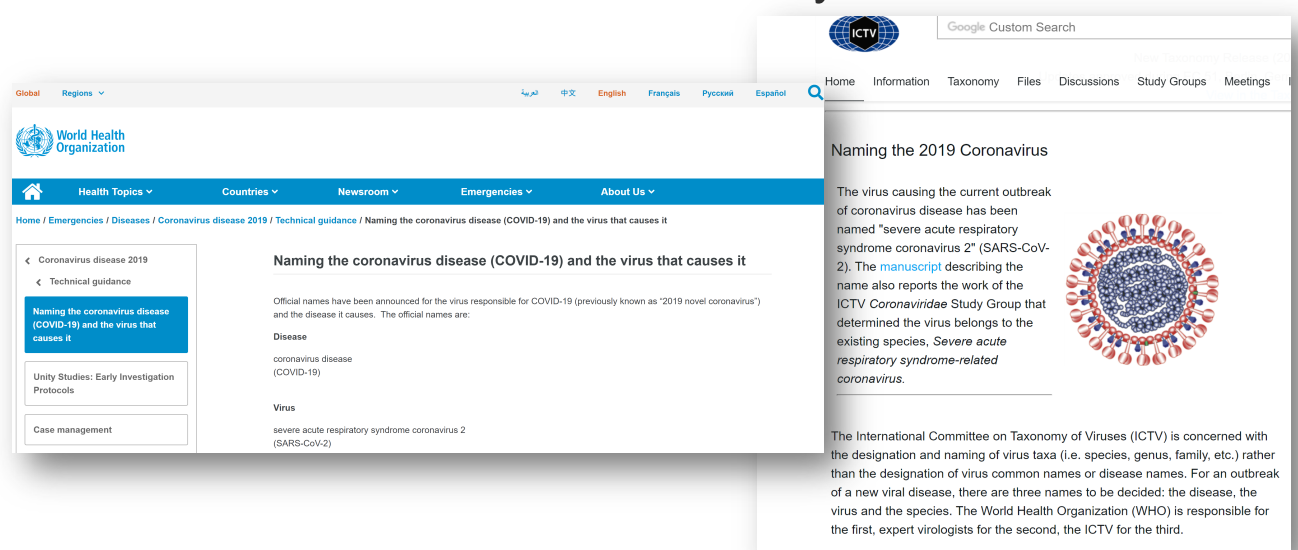 Global Regions
العربية 中文 English Français Русский Español
World Health
Organization
Health Topics Countries Newsroom Emergencies About Us
Home / Emergencies / Diseases / Coronavirus disease 2019 / Technical guidance / Naming the coronavirus disease (COVID-19) and the virus that causes it
Coronavirus disease 2019
Technical guidance
Naming the coronavirus disease
(COVID-19) and the virus that
causes it
Unity Studies: Early Investigation
Protocols
Case management
Naming the coronavirus disease (COVID-19) and the virus that causes it
Official names have been announced for the virus responsible for COVID-19 (previously known as “2019 novel coronavirus”)
and the disease it causes. The official names are:
Disease
coronavirus disease
(COVID-19)
Virus
severe acute respiratory syndrome coronavirus 2
(SARS-CoV-2)
ICTV
Google Custom Search
Home Information Taxonomy Files Discussions Study Groups Meetings
Naming the 2019 Coronavirus
The virus causing the current outbreak
of coronavirus disease has been
named "severe acute respiratory
syndrome coronavirus 2" (SARS-CoV-
2). The manuscript describing the
name also reports the work of the
ICTV Coronaviridae Study Group that
determined the virus belongs to the
existing species, Severe acute
respiratory syndrome-related
coronavirus.
The International Committee on Taxonomy of Viruses (ICTV) is concerned with
the designation and naming of virus taxa (i.e. species, genus, family, etc.) rather
than the designation of virus common names or disease names. For an outbreak
of a new viral disease, there are three names to be decided: the disease, the
virus and the species. The World Health Organization (WHO) is responsible for
the first, expert virologists for the second, the ICTV for the third.